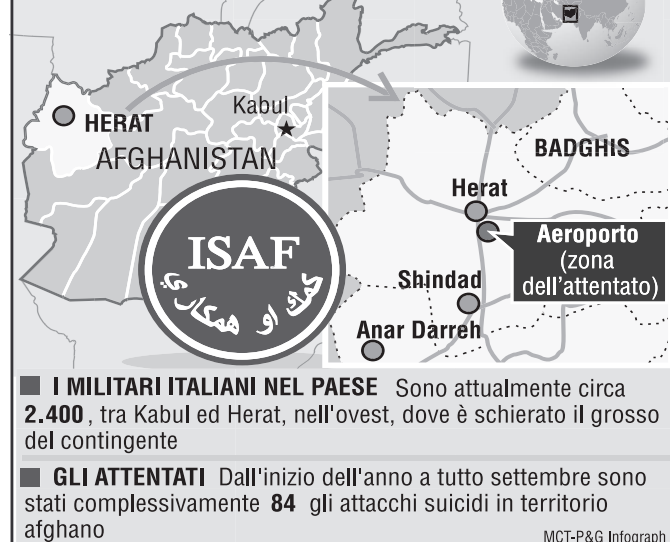 Kabul
HERAT
AFGHANISTAN
ISAF
کمک او همکاري
BADGHIS
Herat
Aeroporto
(zona
dell'attentato)
Shindad
Anar Darreh
I MILITARI ITALIANI NEL PAESE Sono attualmente circa
2.400, tra Kabul ed Herat, nell'ovest, dove è schierato il grosso
del contingente
GLI ATTENTATI Dall'inizio dell'anno a tutto settembre sono
stati complessivamente 84 gli attacchi suicidi in territorio
afghano
MCT-P&G Infograph